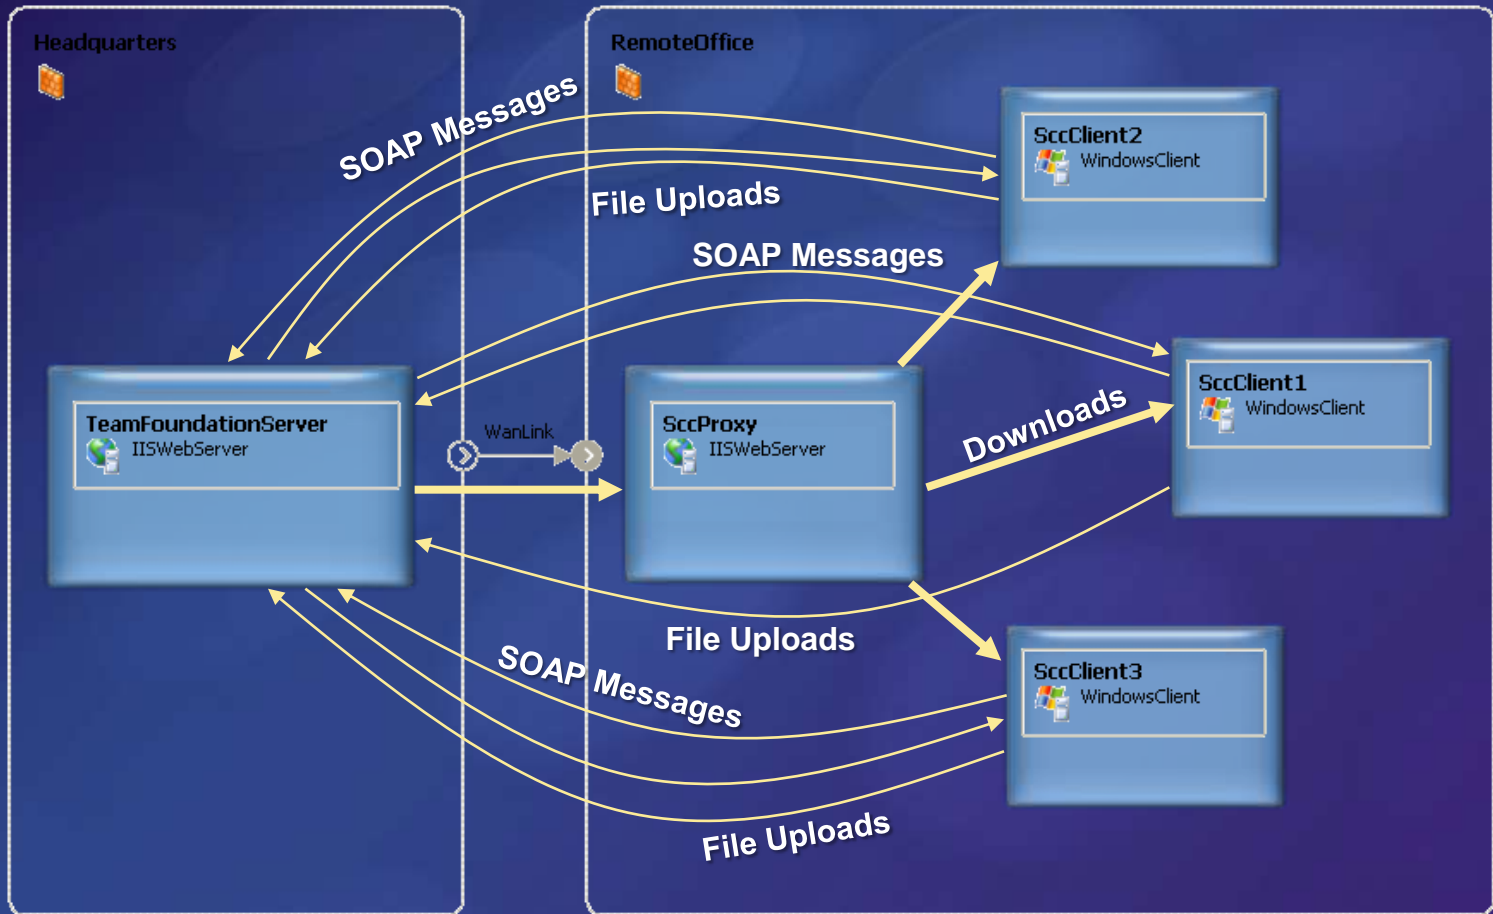 Headquarters
RemoteOffice
SOAP Messages
SccClient2
WindowsClient
File Uploads
SOAP Messages
SccClient1
WindowsClient
TeamFoundationServer
IISWebServer
WanLink
SccProxy
IISWebServer
Downloads
File Uploads
SOAP Messages
SccClient3
WindowsClient
File Uploads